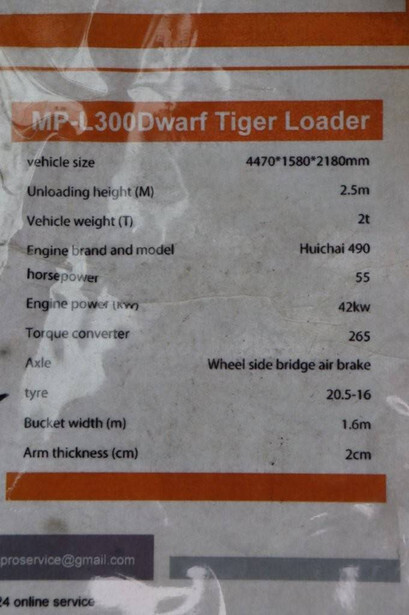 MP-L300Dwarf Tiger Loader
vehicle size 4470*1580*2180mm
Unloading height (M) 2.5m
Vehicle weight (T) 2t
Engine brand and model Huichai 490
horsepower 55
Engine power (kw) 42kw
Torque converter 265
Axle Wheel side bridge air brake
tyre 20.5-16
Bucket width (m) 1.6m
Arm thickness (cm) 2cm
proservice@gmail.com
24 online service